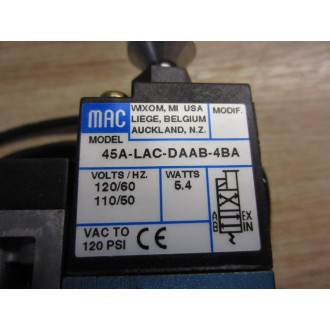 MAC
WIXOM, MI USA
LIEGE, BELGIUM
AUCKLAND, N.Z.
MODIF.
MODEL
45A-LAC-DAAB-4BA
VOLTS / HZ.
120/60
110/50
WATTS
5.4
A EX
B IN
VAC TO
120 PSI
CE